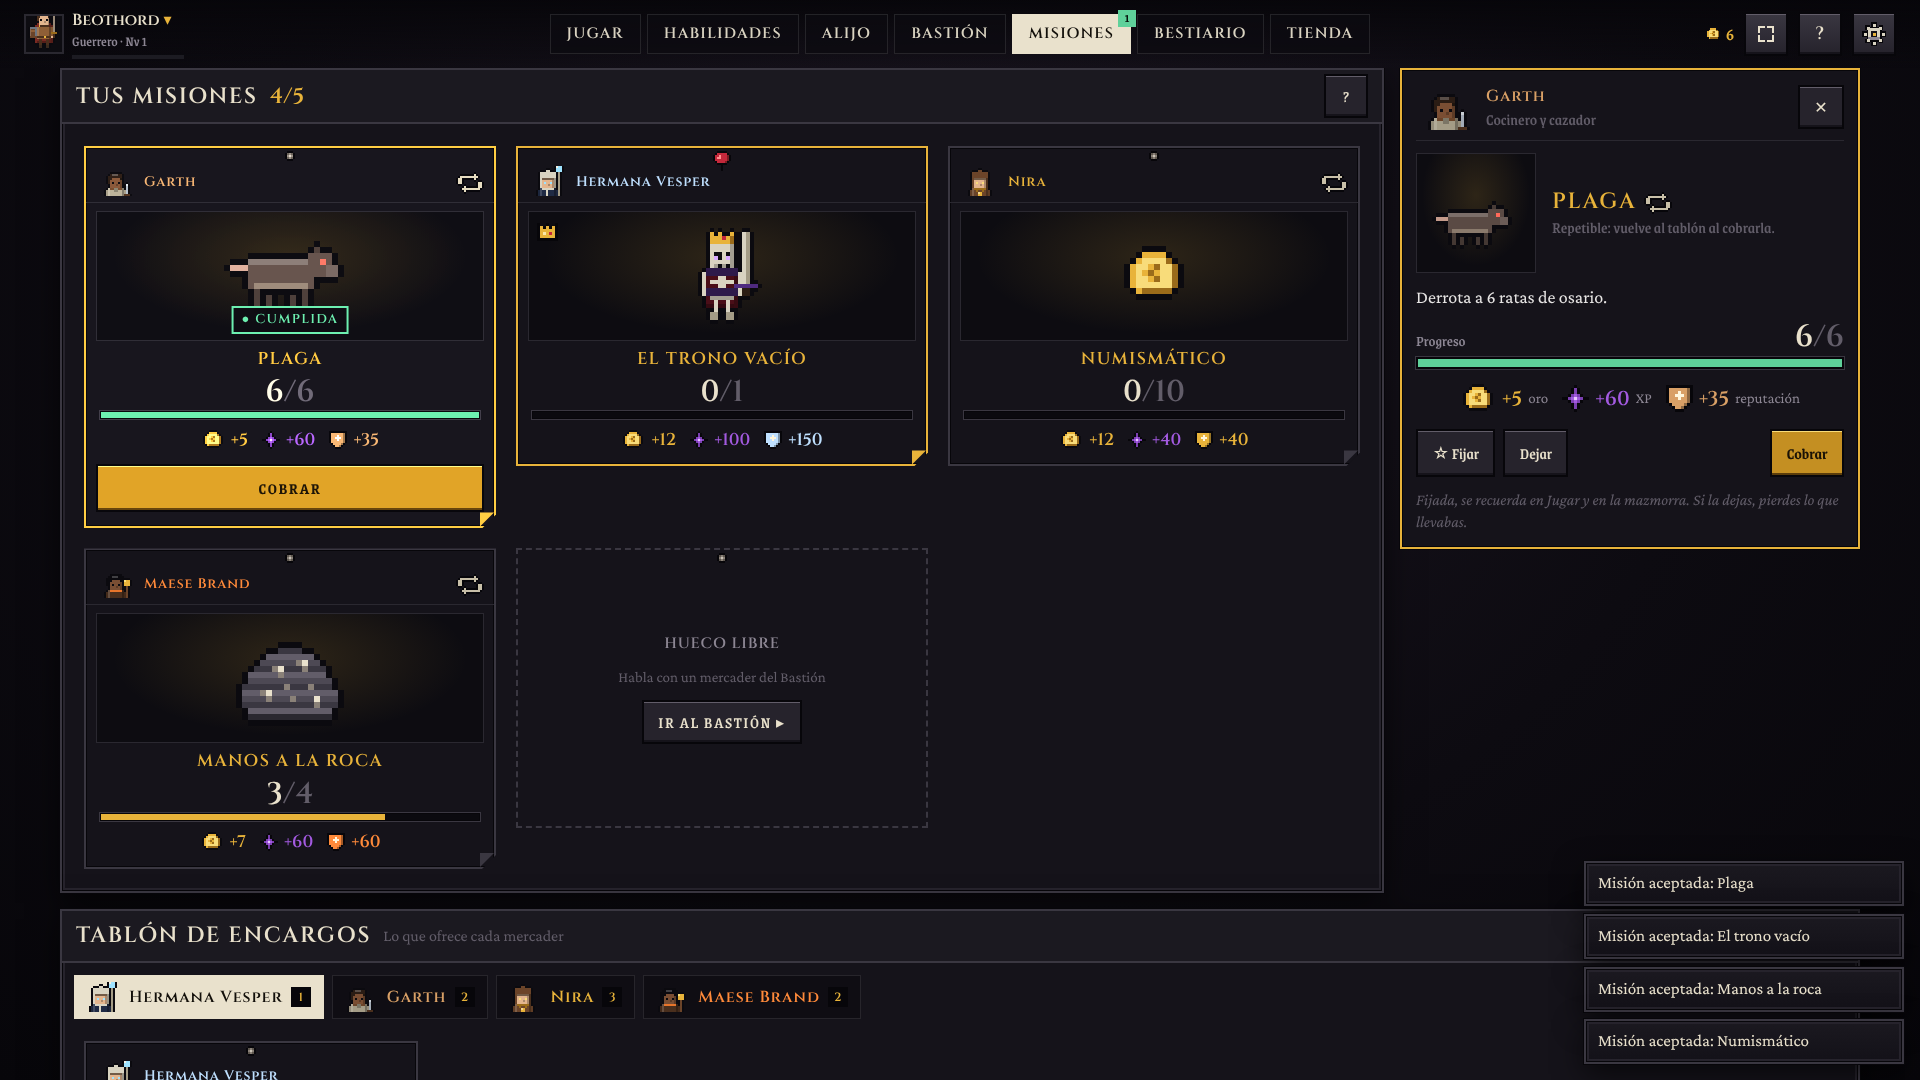 BEOTHORD ▾
Guerrero · Nv 1
JUGAR
HABILIDADES
ALIJO
BASTIÓN
MISIONES
1
BESTIARIO
TIENDA
6
?
TUS MISIONES 4/5
?
GARTH
CUMPLIDA
PLAGA
6/6
+5 +60 +35
COBRAR
HERMANA VESPER
EL TRONO VACÍO
0/1
+12 +100 +150
NIRA
NUMISMÁTICO
0/10
+12 +40 +40
MAESE BRAND
MANOS A LA ROCA
3/4
+7 +60 +60
HUECO LIBRE
Habla con un mercader del Bastión
IR AL BASTIÓN ▸
GARTH
Cocinero y cazador
✕
PLAGA
Repetible: vuelve al tablón al cobrarla.
Derrota a 6 ratas de osario.
Progreso 6/6
+5 oro +60 XP +35 reputación
☆ Fijar
Dejar
Cobrar
Fijada, se recuerda en Jugar y en la mazmorra. Si la dejas, pierdes lo que
llevabas.
TABLÓN DE ENCARGOS Lo que ofrece cada mercader
HERMANA VESPER 1
GARTH 2
NIRA 3
MAESE BRAND 2
HERMANA VESPER
Misión aceptada: Plaga
Misión aceptada: El trono vacío
Misión aceptada: Manos a la roca
Misión aceptada: Numismático